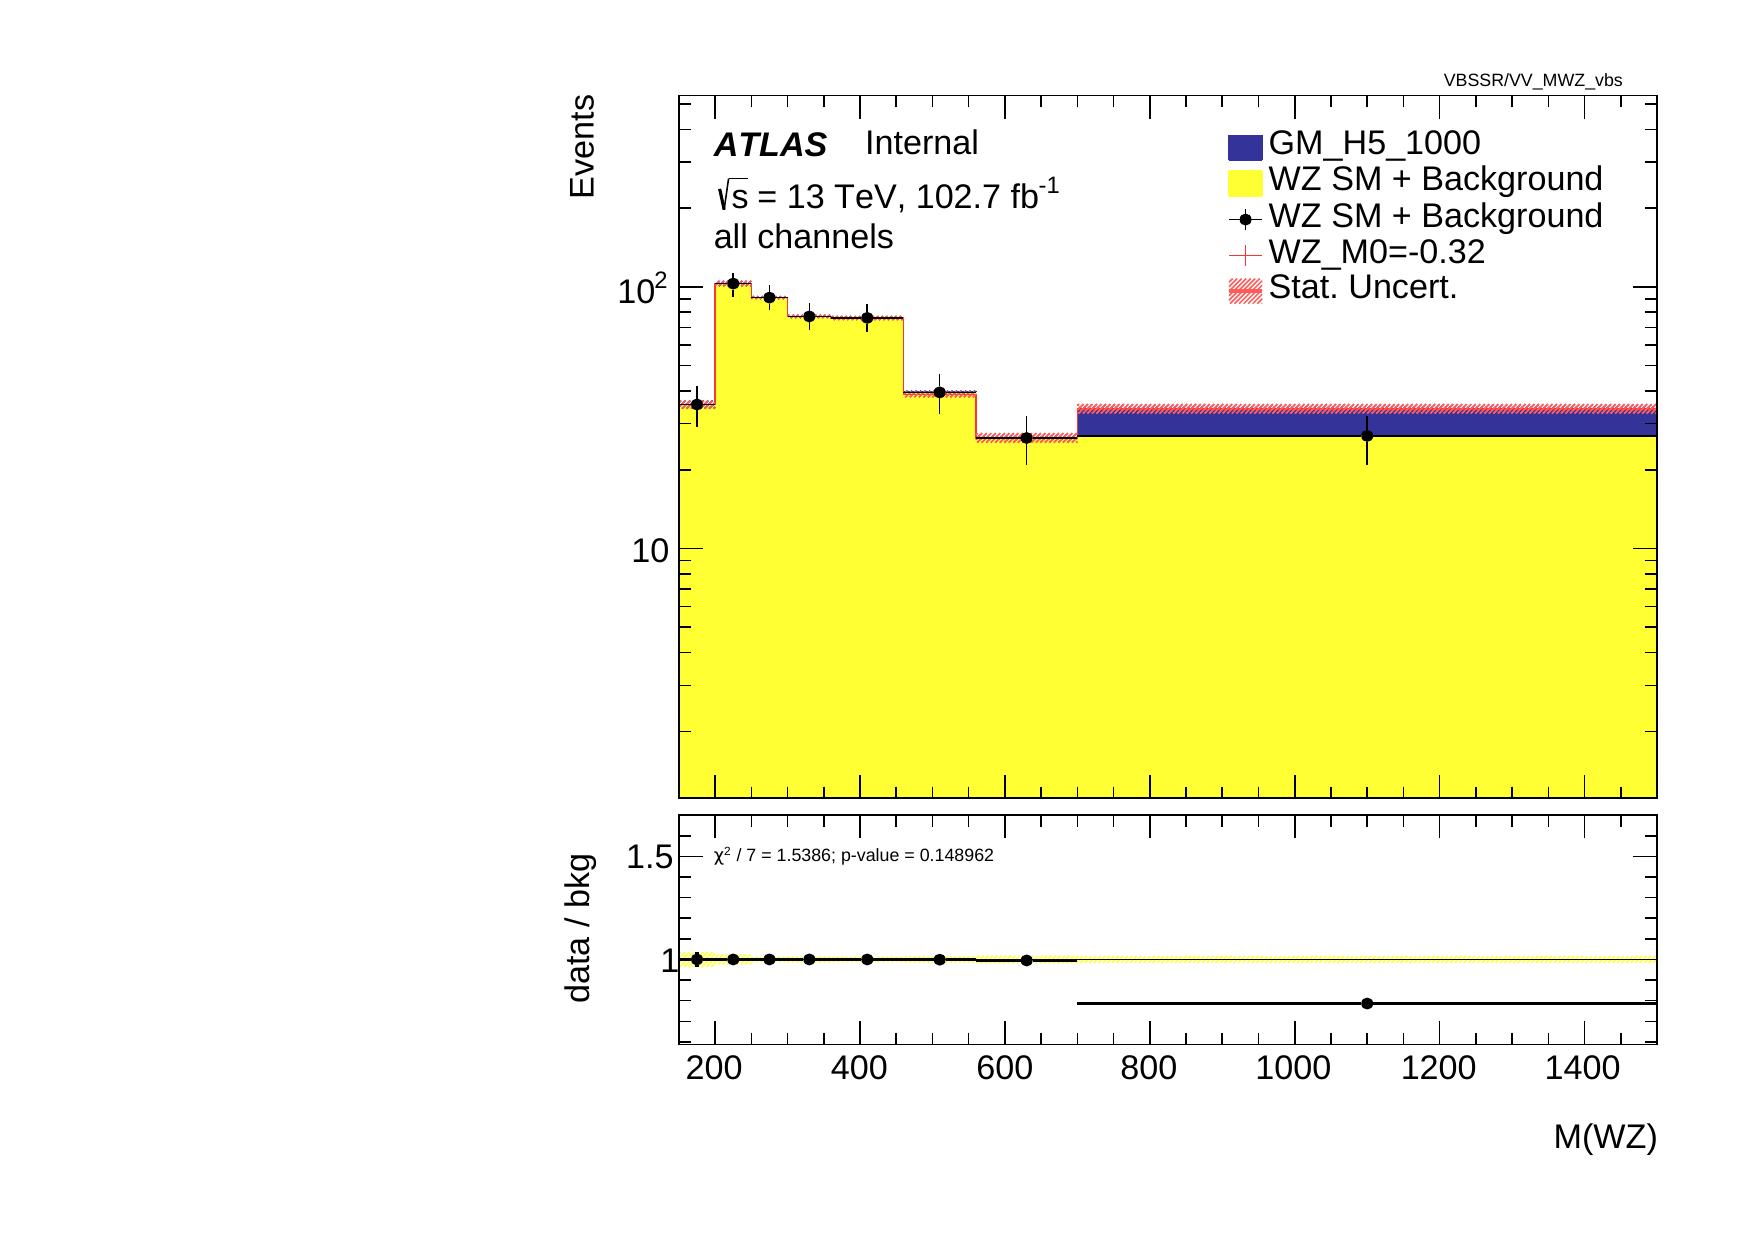 VBSSR/VV_MWZ_vbs
Events
ATLAS Internal
√s = 13 TeV, 102.7 fb⁻¹
all channels
GM_H5_1000
WZ SM + Background
WZ SM + Background
WZ_M0=-0.32
Stat. Uncert.
10²
10
data / bkg
1.5
χ² / 7 = 1.5386; p-value = 0.148962
1
200 400 600 800 1000 1200 1400
M(WZ)